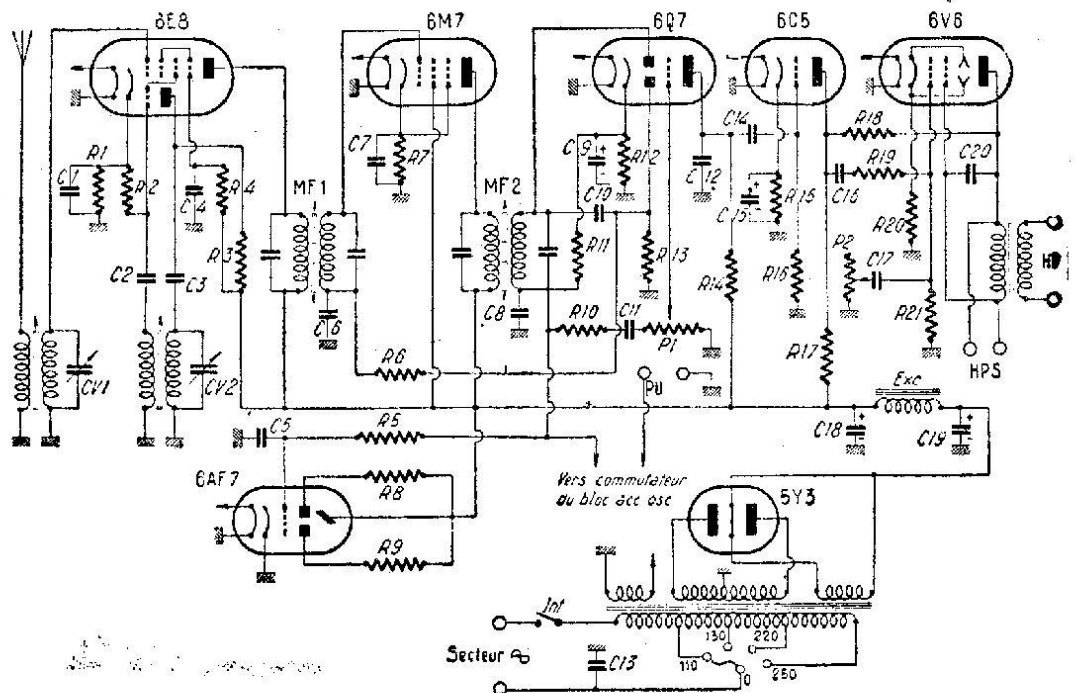 6E8
6M7
6Q7
6C5
6V6
C1
R1
R2
C4
R4
C2
C3
R3
MF1
C6
C7
R7
MF2
C8
C9
R12
C10
R11
R13
C12
C14
C15
R15
R14
R16
R18
R19
C16
R20
C20
P2
C17
R21
R17
HP
HPS
R10
C11
P1
PU
CV1
CV2
R6
C5
R5
Exc
C18
C19
6AF7
R8
R9
Vers commutateur
du bloc acc osc
5Y3
Int
Secteur
C13
110
130
220
250
0